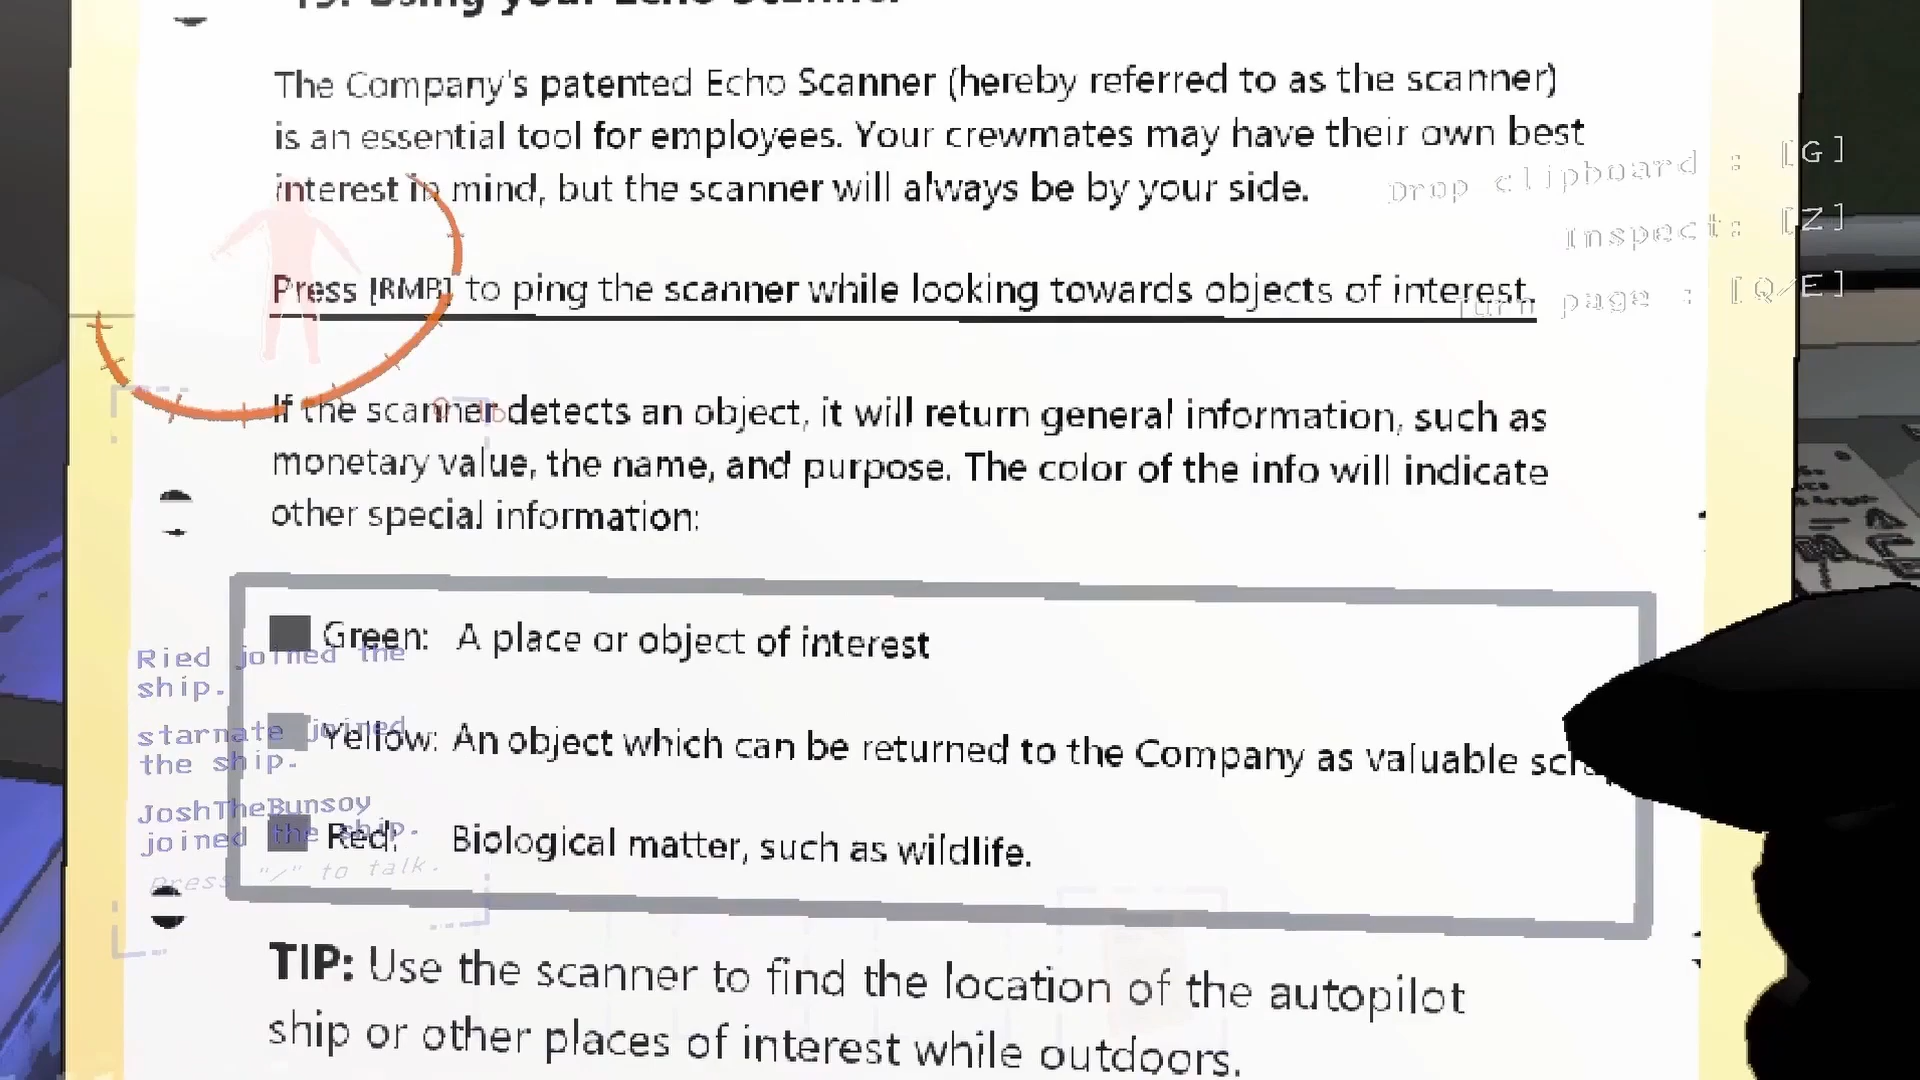 Using your Echo Scanner
The Company's patented Echo Scanner (hereby referred to as the scanner)
is an essential tool for employees. Your crewmates may have their own best
interest in mind, but the scanner will always be by your side.
Press [RMB] to ping the scanner while looking towards objects of interest.
If the scanner detects an object, it will return general information, such as
monetary value, the name, and purpose. The color of the info will indicate
other special information:
Green: A place or object of interest
Yellow: An object which can be returned to the Company as valuable
Red: Biological matter, such as wildlife.
TIP: Use the scanner to find the location of the autopilot
ship or other places of interest while outdoors.
Drop clipboard : [G]
Inspect: [Z]
Turn page : [Q/E]
Ried joined the
ship.
starnate joined
the ship.
JoshTheBunsoy
joined the ship.
Press "/" to talk.